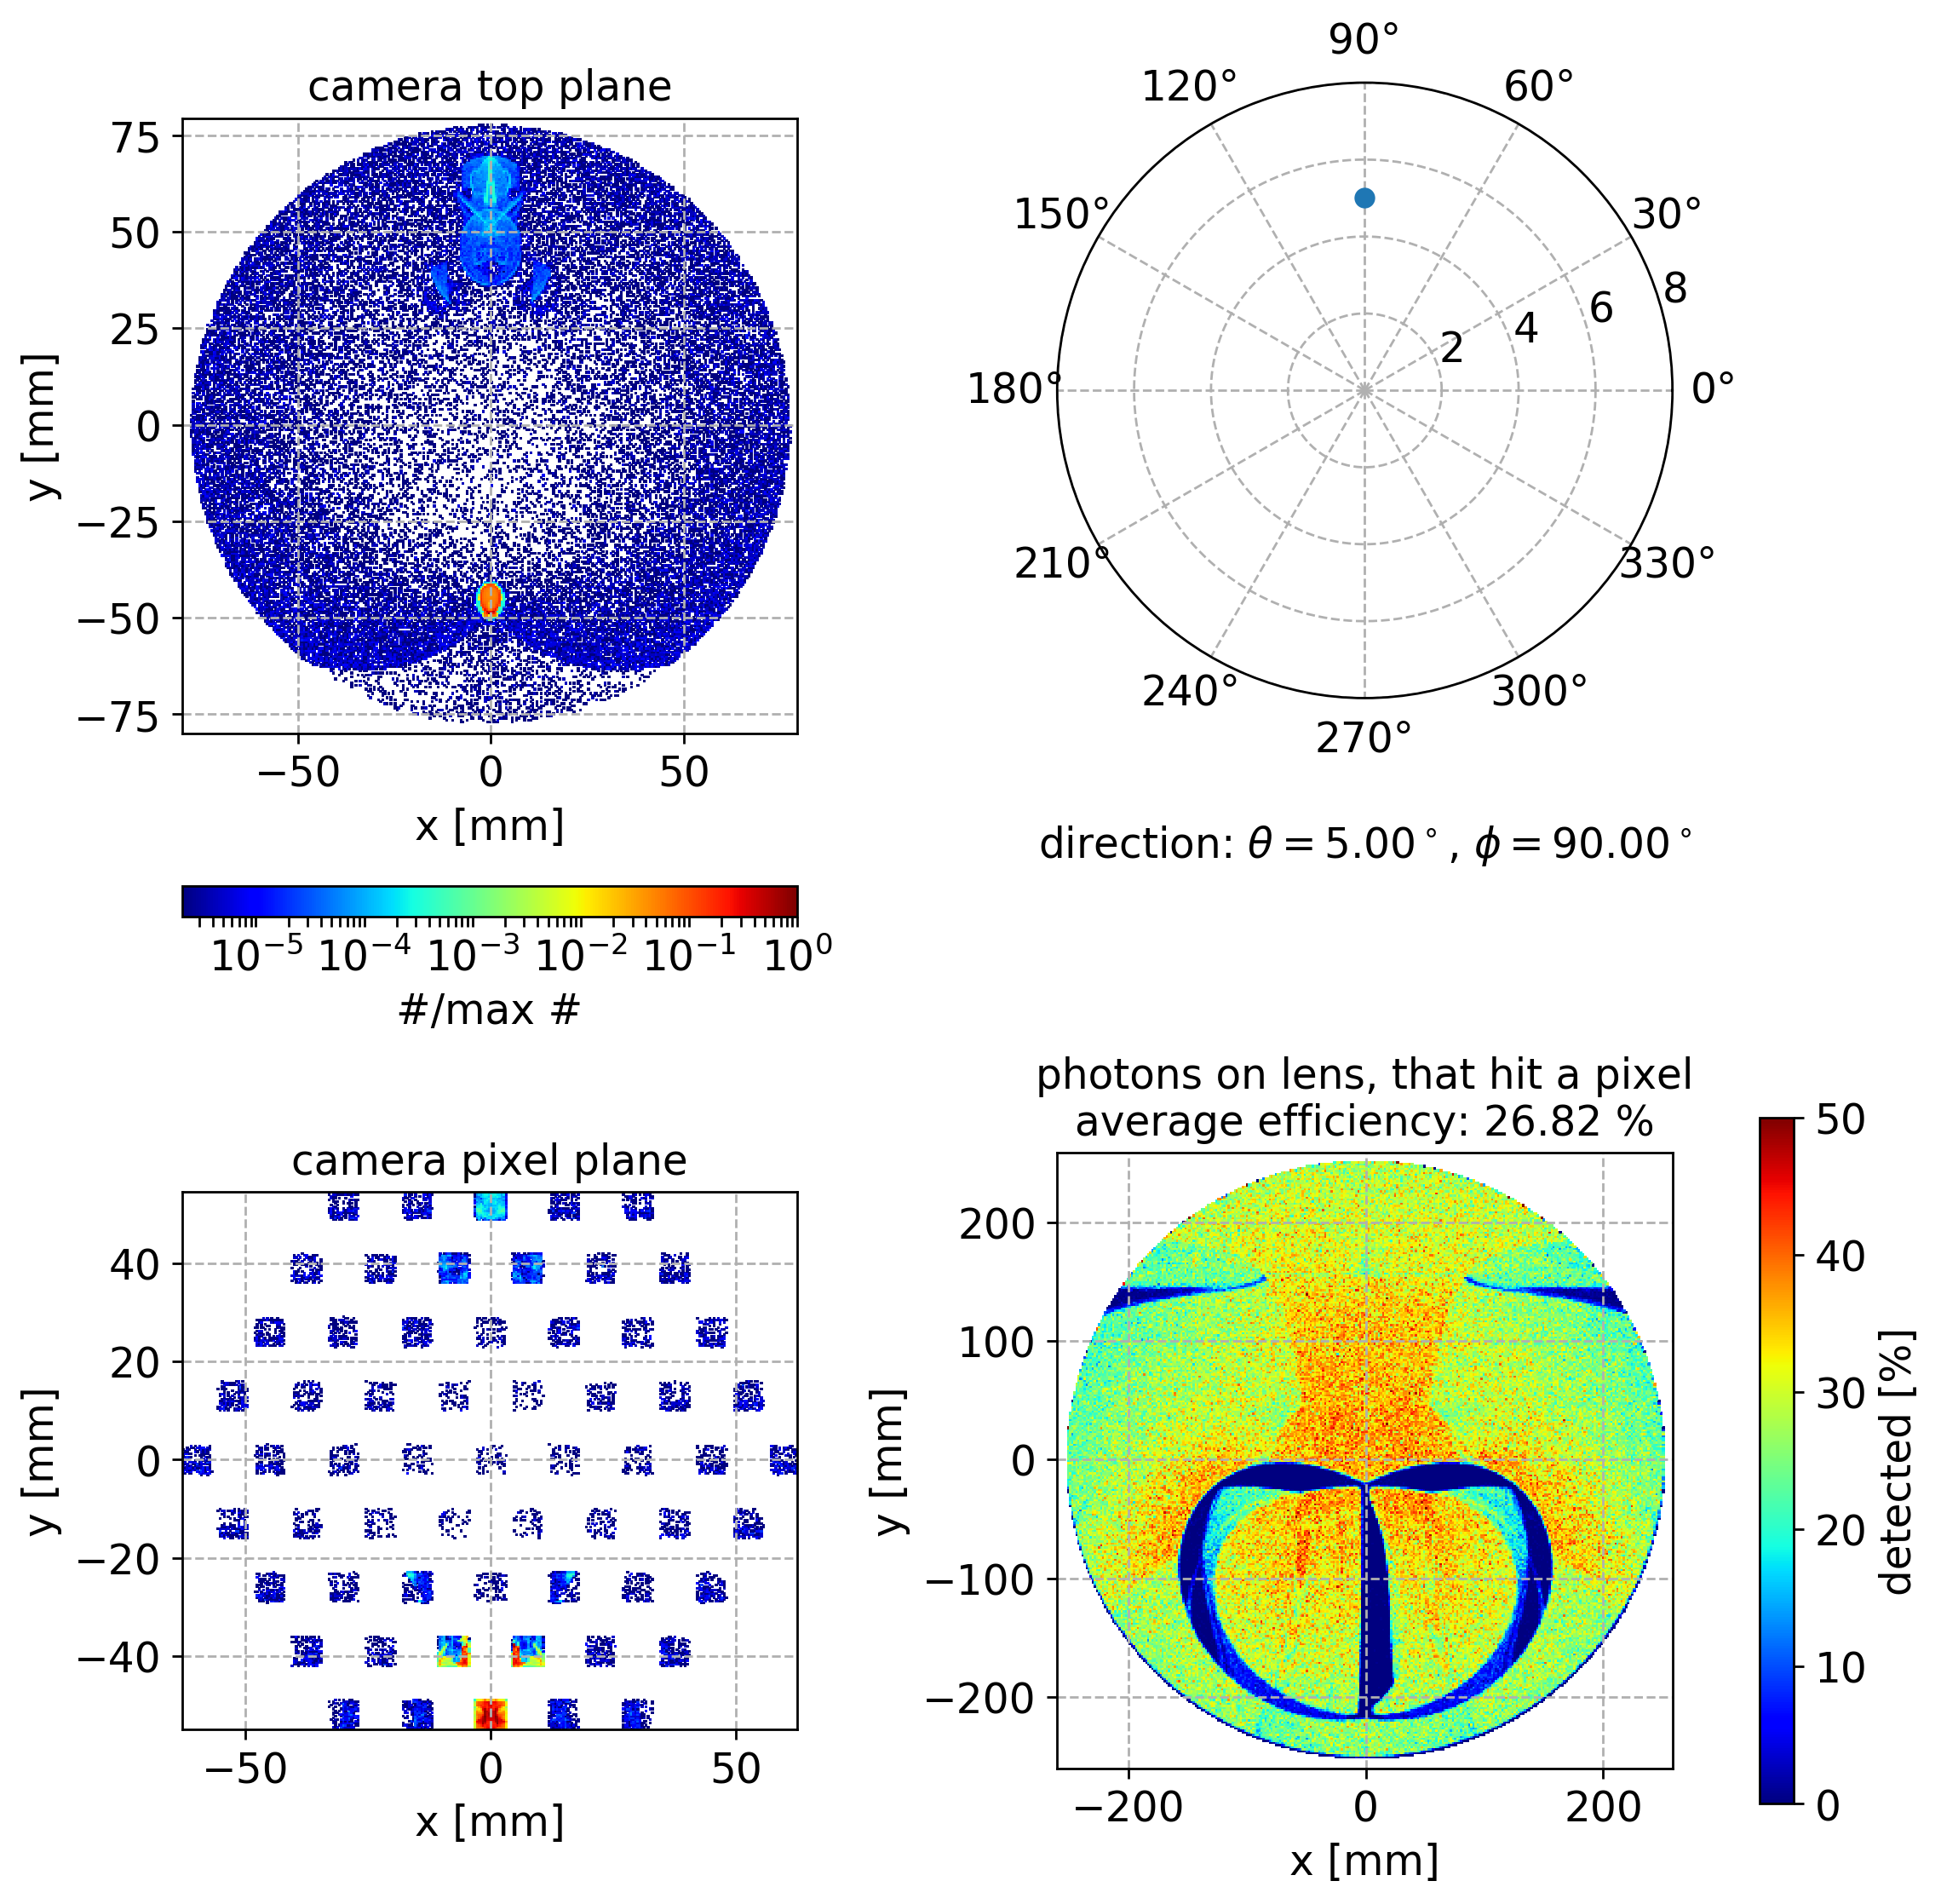 camera top plane
75
50
25
0
−25
−50
−75
y [mm]
−50 0 50
x [mm]
10⁻⁵ 10⁻⁴ 10⁻³ 10⁻² 10⁻¹ 10⁰
#/max #
90°
120° 60°
150° 30°
180° 0°
210° 330°
240° 300°
270°
2 4 6 8
direction: θ = 5.00°, ϕ = 90.00°
camera pixel plane
40
20
0
−20
−40
y [mm]
−50 0 50
x [mm]
photons on lens, that hit a pixel
average efficiency: 26.82 %
200
100
0
−100
−200
y [mm]
−200 0 200
x [mm]
50
40
30
20
10
0
detected [%]